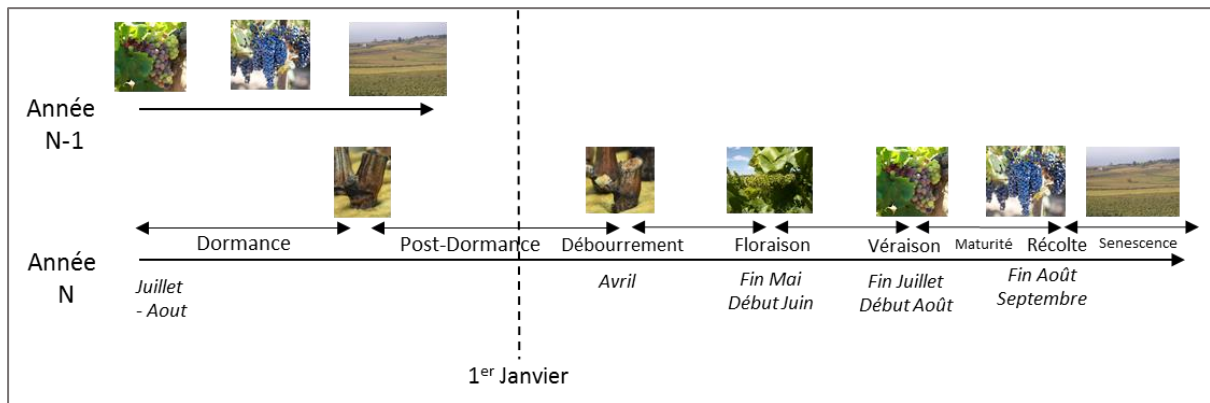 Année
N-1
Dormance
Post-Dormance
Débourrement
Floraison
Véraison
Maturité
Récolte
Senescence
Année
N
Juillet
- Aout
Avril
Fin Mai
Début Juin
Fin Juillet
Début Août
Fin Août
Septembre
1er Janvier